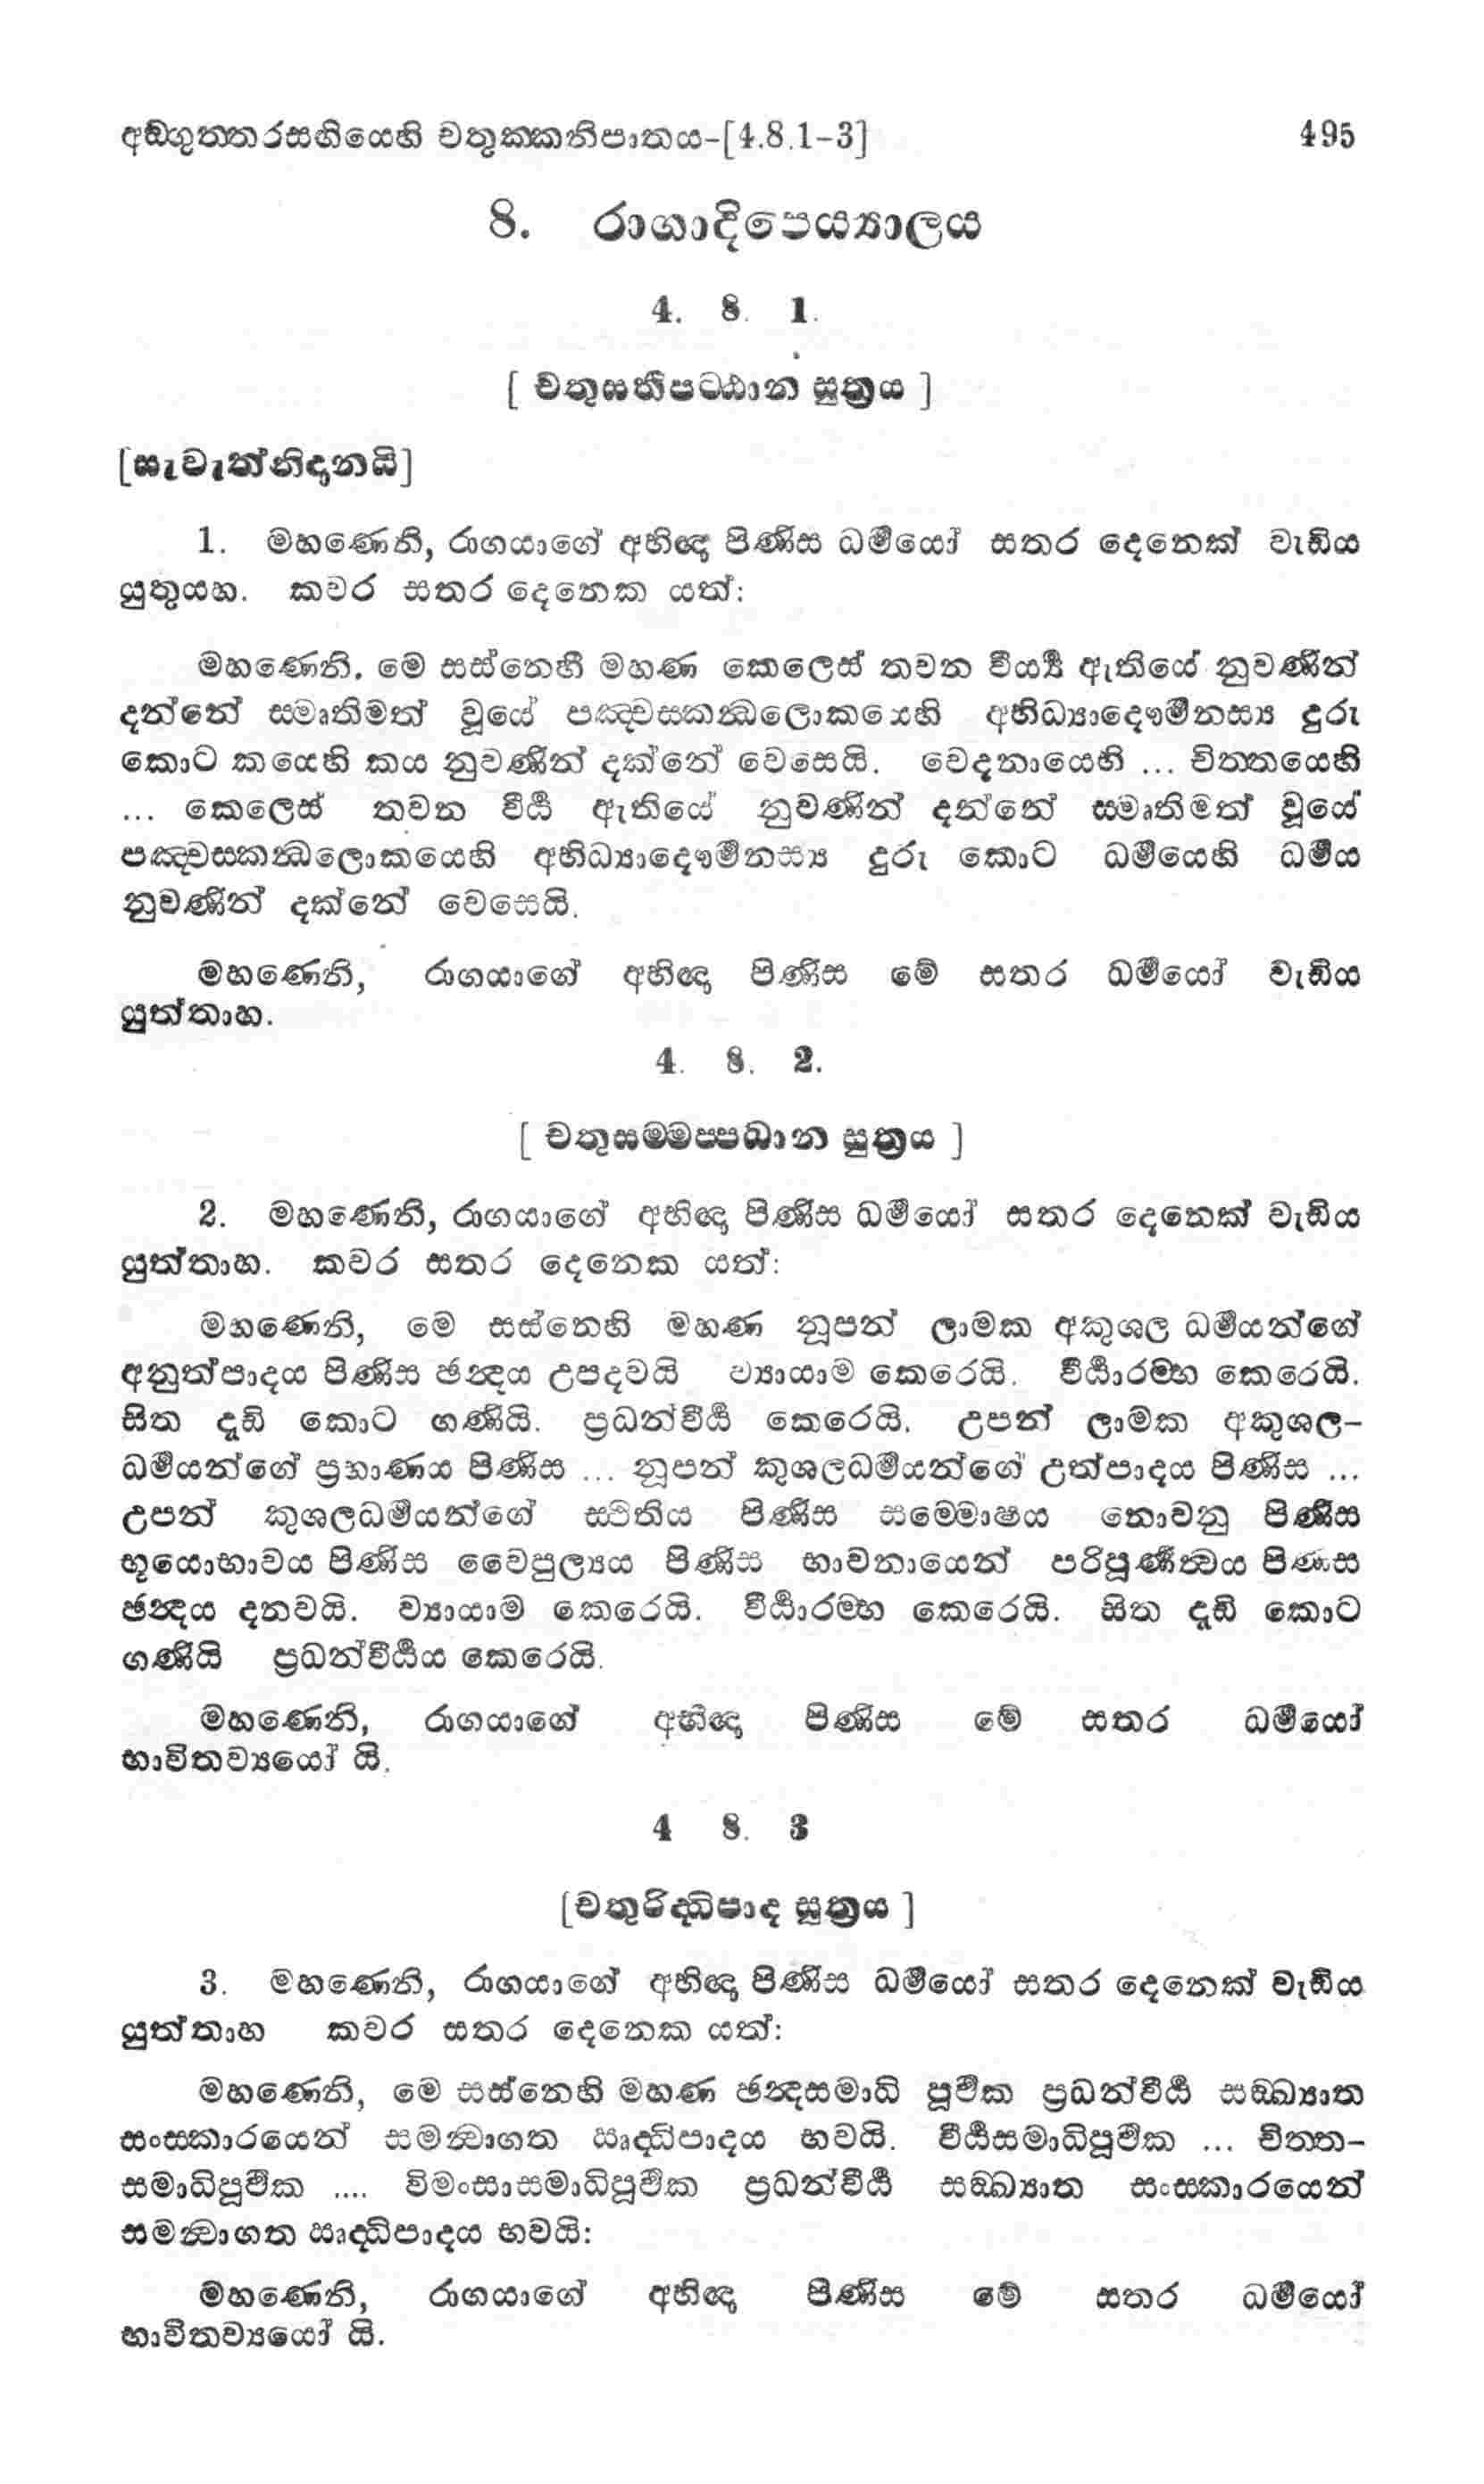 අඞ්ගුත්තරසඟියෙහි චතුක්කනිපාතය-[4.8.1-3] 495
8. රාගාදිපෙය්‍යාලය
4. 8. 1.
[ චතුසතිපට්ඨාන සූත්‍රය ]
[සැවැත්නිදානයි]
1. මහණෙනි, රාගයාගේ අභිඥා පිණිස ධර්‍මයෝ සතර දෙනෙක් වැඩිය
යුතුයහ. කවර සතර දෙනෙක යත්:
මහණෙනි. මෙ සස්නෙහි මහණ කෙලෙස් තවන වීර්‍ය්‍ය ඇතියේ නුවණින්
දන්නේ සමෘතිමත් වූයේ පඤ්චස්කන්‍ධලොකයෙහි අභිධ්‍යාදෞර්‍මනස්‍ය දුරු
කොට කයෙහි කය නුවණින් දක්නේ වෙසෙයි. වෙදනායෙහි ... චිත්තයෙහි
... කෙලෙස් තවන වීර්‍ය ඇතියේ නුවණින් දන්නේ සමෘතිමත් වූයේ
පඤ්චස්කන්‍ධලොකයෙහි අභිධ්‍යාදෞර්‍මනස්‍ය දුරු කොට ධර්‍මයෙහි ධර්‍මය
නුවණින් දක්නේ වෙසෙයි.
මහණෙනි, රාගයාගේ අභිඥා පිණිස මේ සතර ධර්‍මයෝ වැඩිය
යුත්තාහ.
4. 8. 2.
[ චතුසම්මප්පධාන සූත්‍රය ]
2. මහණෙනි, රාගයාගේ අභිඥා පිණිස ධර්‍මයෝ සතර දෙනෙක් වැඩිය
යුත්තාහ. කවර සතර දෙනෙක යත්:
මහණෙනි, මෙ සස්නෙහි මහණ නූපන් ලාමක අකුශල ධර්‍මයන්ගේ
අනුත්පාදය පිණිස ඡන්‍දය උපදවයි ව්‍යායාම කෙරෙයි. වීර්‍යාරම්භ කෙරෙයි.
සිත දැඩි කොට ගණියි. ප්‍රධන්වීර්‍ය කෙරෙයි. උපන් ලාමක අකුශල-
ධර්‍මයන්ගේ ප්‍රහාණය පිණිස ... නූපන් කුශලධර්‍මයන්ගේ උත්පාදය පිණිස ...
උපන් කුශලධර්‍මයන්ගේ ස්ථිතිය පිණිස සම්මොෂය නොවනු පිණිස
භූයොභාවය පිණිස වෛපුල්‍යය පිණිස භාවනායෙන් පරිපූර්‍ණත්‍වය පිණස
ඡන්‍දය දනවයි. ව්‍යායාම කෙරෙයි. වීර්‍යාරම්භ කෙරෙයි. සිත දැඩි කොට
ගණියි ප්‍රධන්වීර්‍ය්‍යය කෙරෙයි.
මහණෙනි, රාගයාගේ අභිඥා පිණිස මේ සතර ධර්‍මයෝ
භාවිතව්‍යයෝ යි.
4 8. 3
[චතුරිද්ධිපාද සූත්‍රය ]
3. මහණෙනි, රාගයාගේ අභිඥා පිණිස ධර්‍මයෝ සතර දෙනෙක් වැඩිය
යුත්තාහ කවර සතර දෙනෙක යත්:
මහණෙනි, මෙ සස්නෙහි මහණ ඡන්‍දසමාධි පූර්‍වක ප්‍රධන්වීර්‍ය සඞ්ඛ්‍යාත
සංස්කාරයෙන් සමන්‍වාගත ඍද්ධිපාදය භවයි. වීර්‍යසමාධිපූර්‍වක ... චිත්ත-
සමාධිපූර්‍වක .... විමංසාසමාධිපූර්‍වක ප්‍රධන්වීර්‍ය සඞ්ඛ්‍යාත සංස්කාරයෙන්
සමන්‍වාගත ඍද්ධිපාදය භවයි:
මහණෙනි, රාගයාගේ අභිඥා පිණිස මේ සතර ධර්‍මයෝ
භාවිතව්‍යයෝ යි.